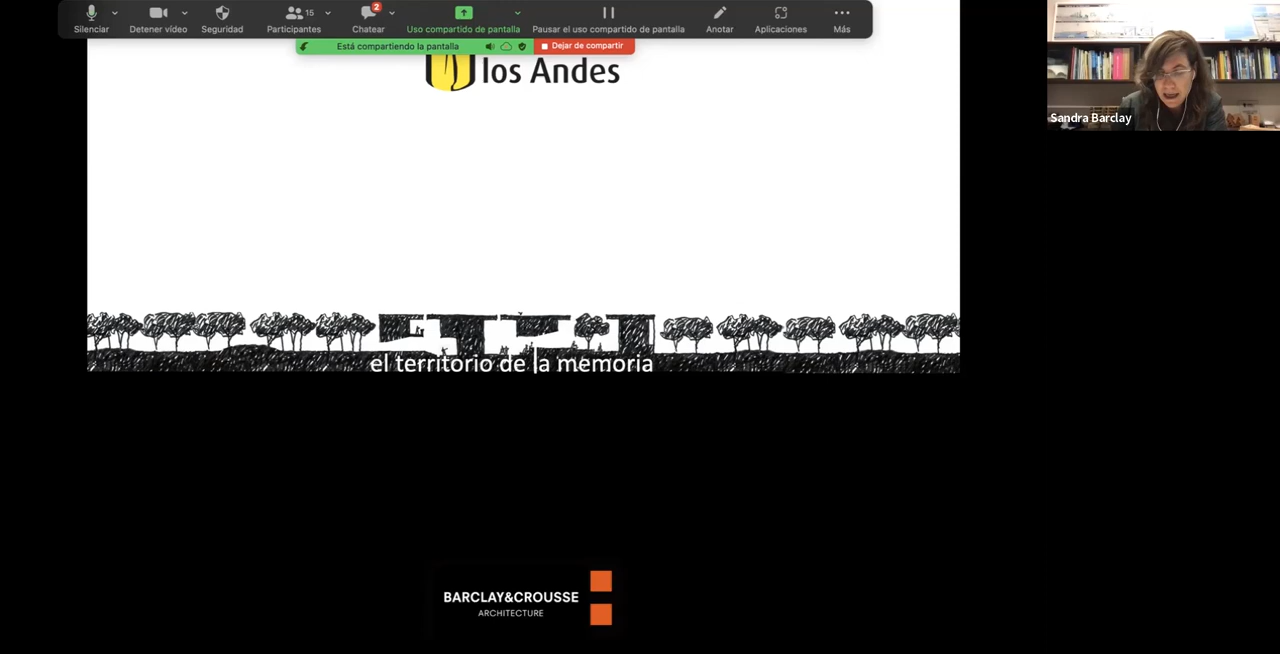 15
2
Silenciar
Detener vídeo
Seguridad
Participantes
Chatear
Uso compartido de pantalla
Pausar el uso compartido de pantalla
Anotar
Aplicaciones
Más
Está compartiendo la pantalla
Dejar de compartir
los Andes
Sandra Barclay
el territorio de la memoria
BARCLAY&CROUSSE
ARCHITECTURE